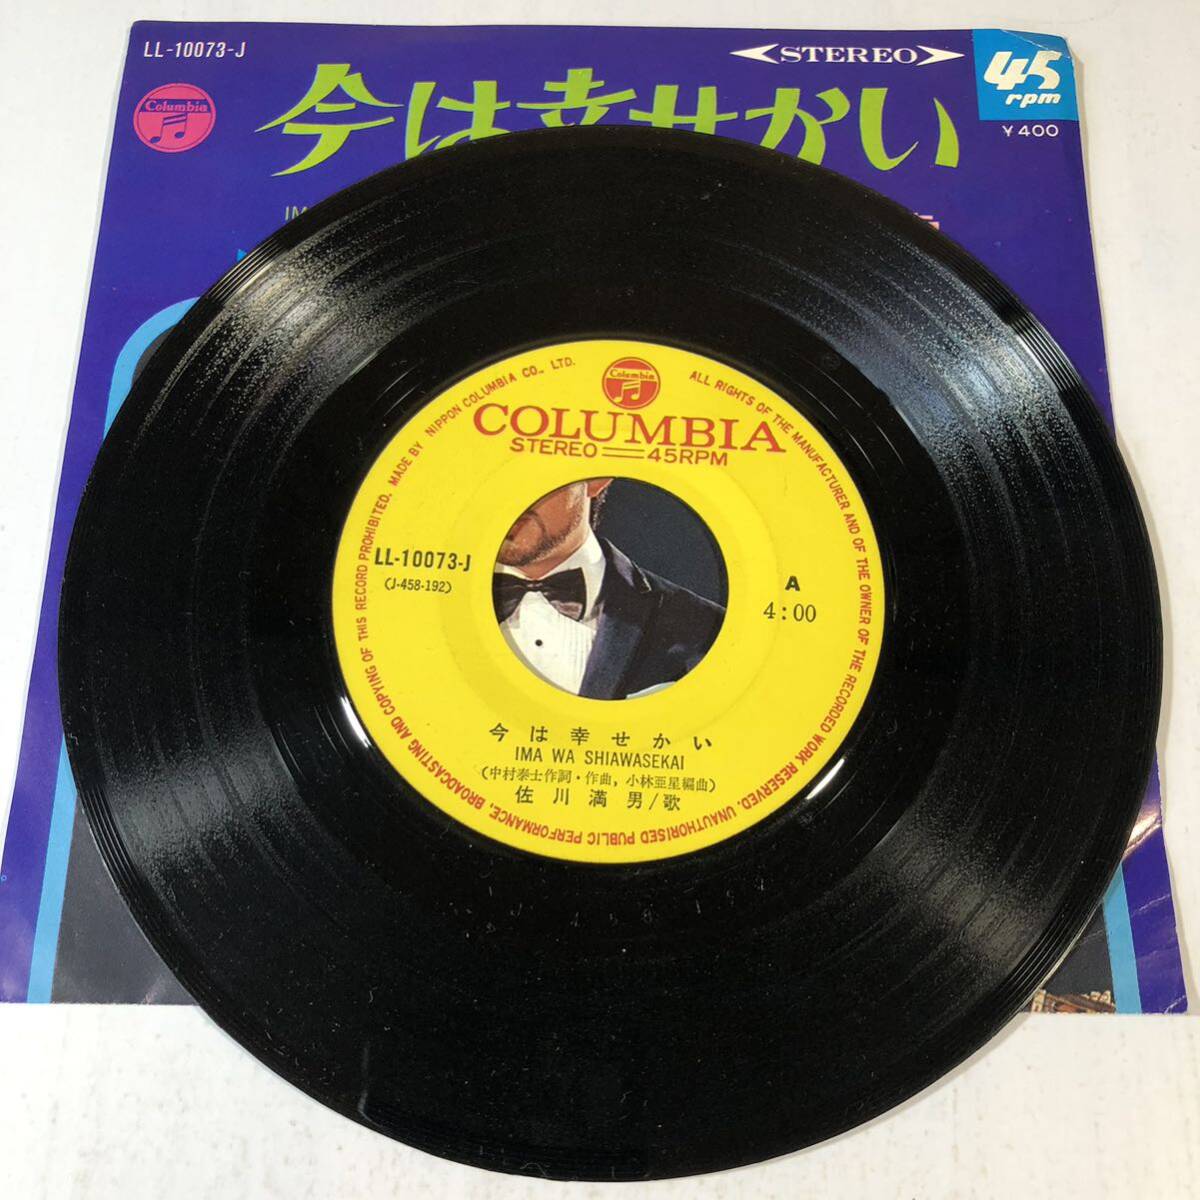 LL-10073-J
STEREO
45
rpm
¥400
Columbia
今は幸せかい
IM
Columbia
MADE BY NIPPON COLUMBIA CO., LTD.
ALL RIGHTS OF THE MANUFACTURER AND OF THE OWNER OF THE RECORDED WORK RESERVED. UNAUTHORISED PUBLIC PERFORMANCE, BROADCASTING AND COPYING OF THIS RECORD PROHIBITED.
COLUMBIA
STEREO 45RPM
LL-10073-J
(J-458-192)
A
4:00
今は幸せかい
IMA WA SHIAWASEKAI
(中村泰士作詞・作曲, 小林亜星編曲)
佐川満男/歌